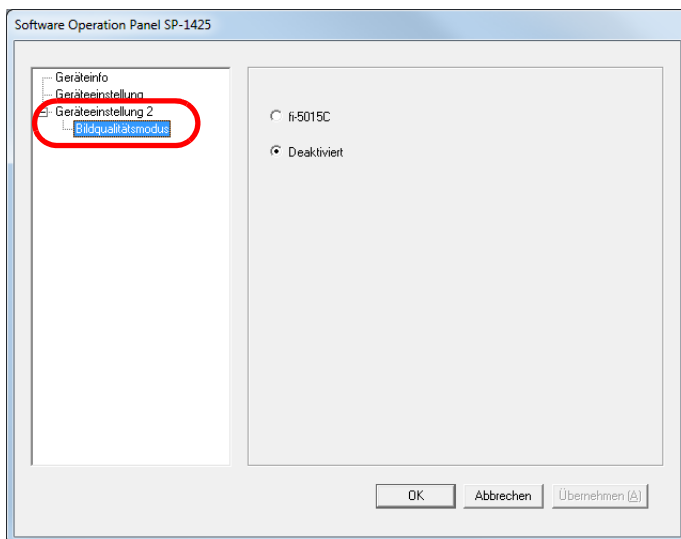 Software Operation Panel SP-1425
Geräteinfo
Geräteeinstellung
Geräteeinstellung 2
Bildqualitätsmodus
fi-5015C
Deaktiviert
OK
Abbrechen
Übernehmen (A)